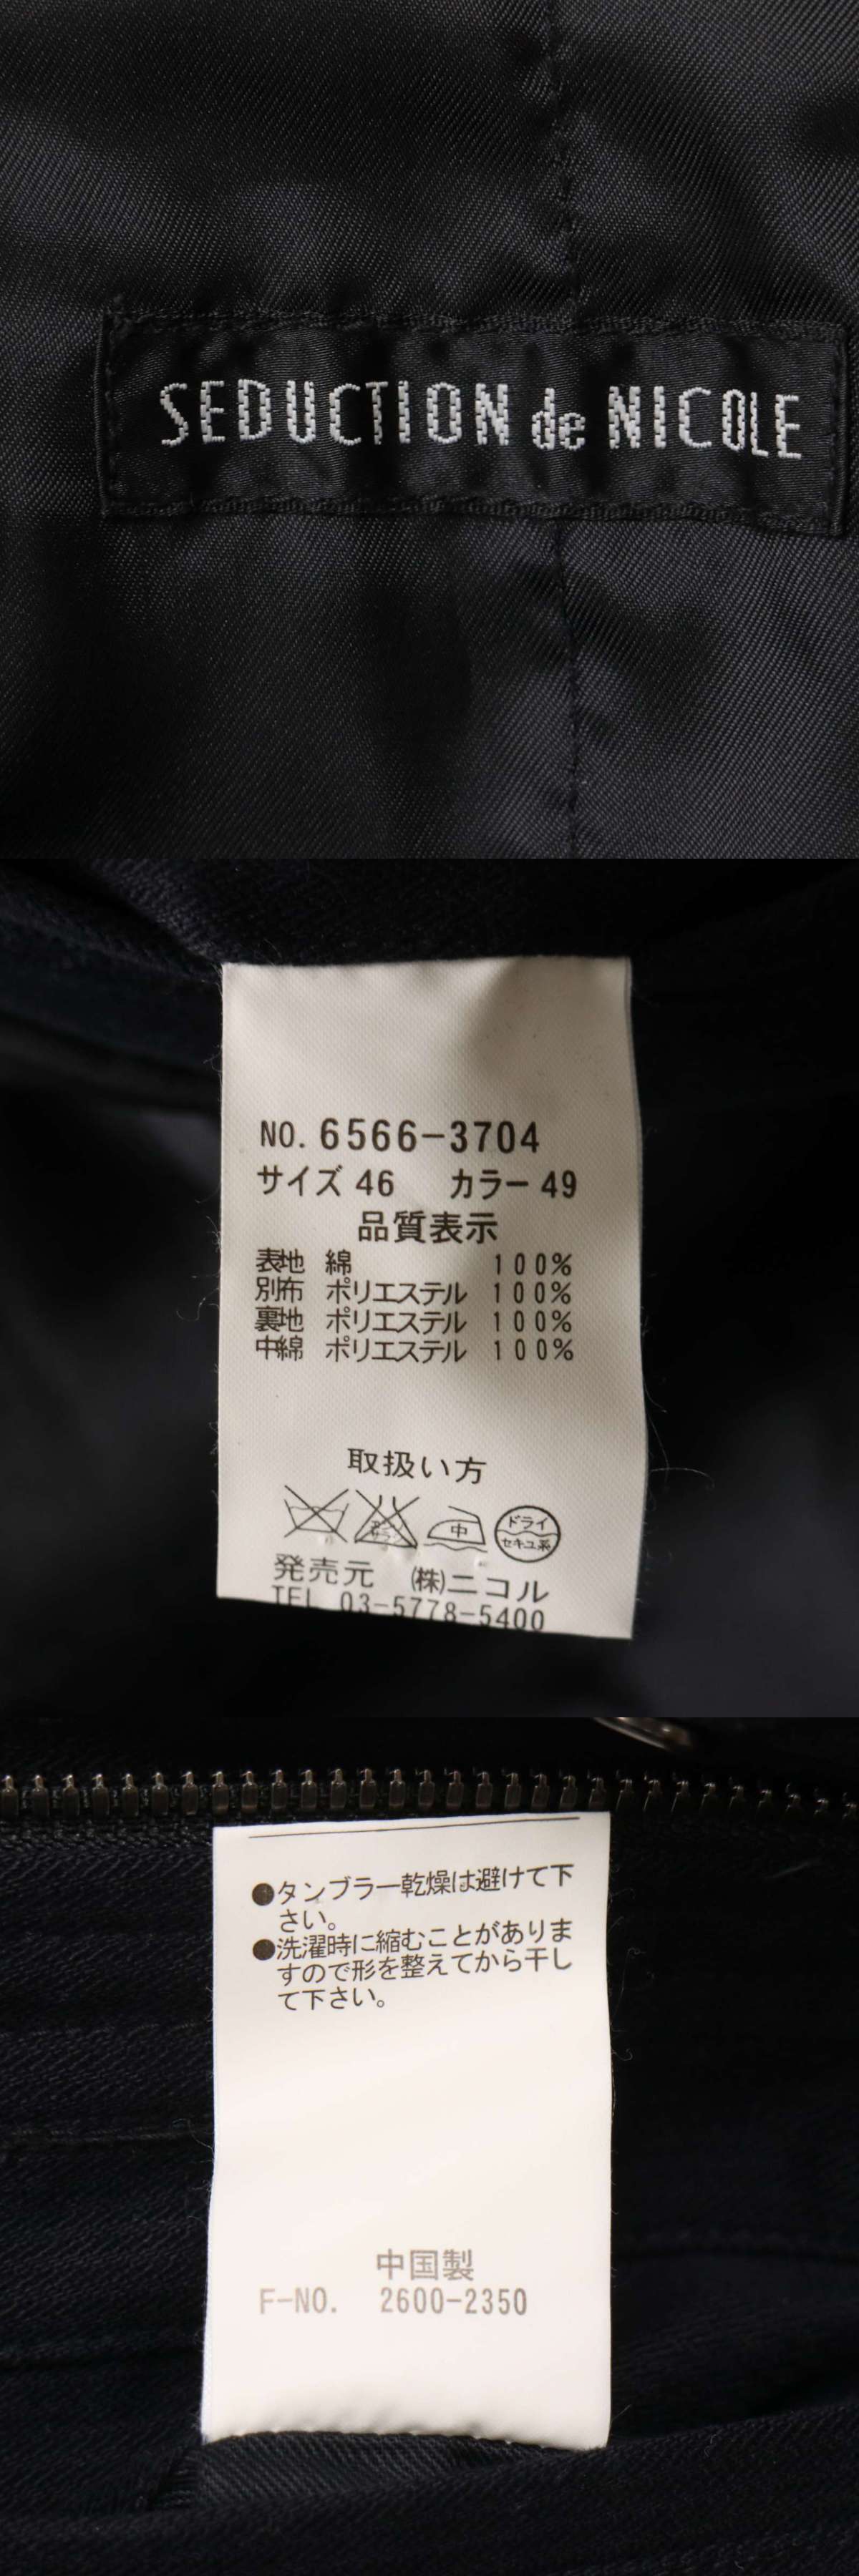 SEDUCTION de NICOLE
NO. 6566-3704
サイズ 46 カラー 49
品質表示
表地 綿 100%
別布 ポリエステル 100%
裏地 ポリエステル 100%
中綿 ポリエステル 100%
取扱い方
中 ドライ
セキユ系
発売元 (株)ニコル
TEL 03-5778-5400
●タンブラー乾燥は避けて下
さい。
●洗濯時に縮むことがありま
すので形を整えてから干し
て下さい。
中国製
F-NO. 2600-2350